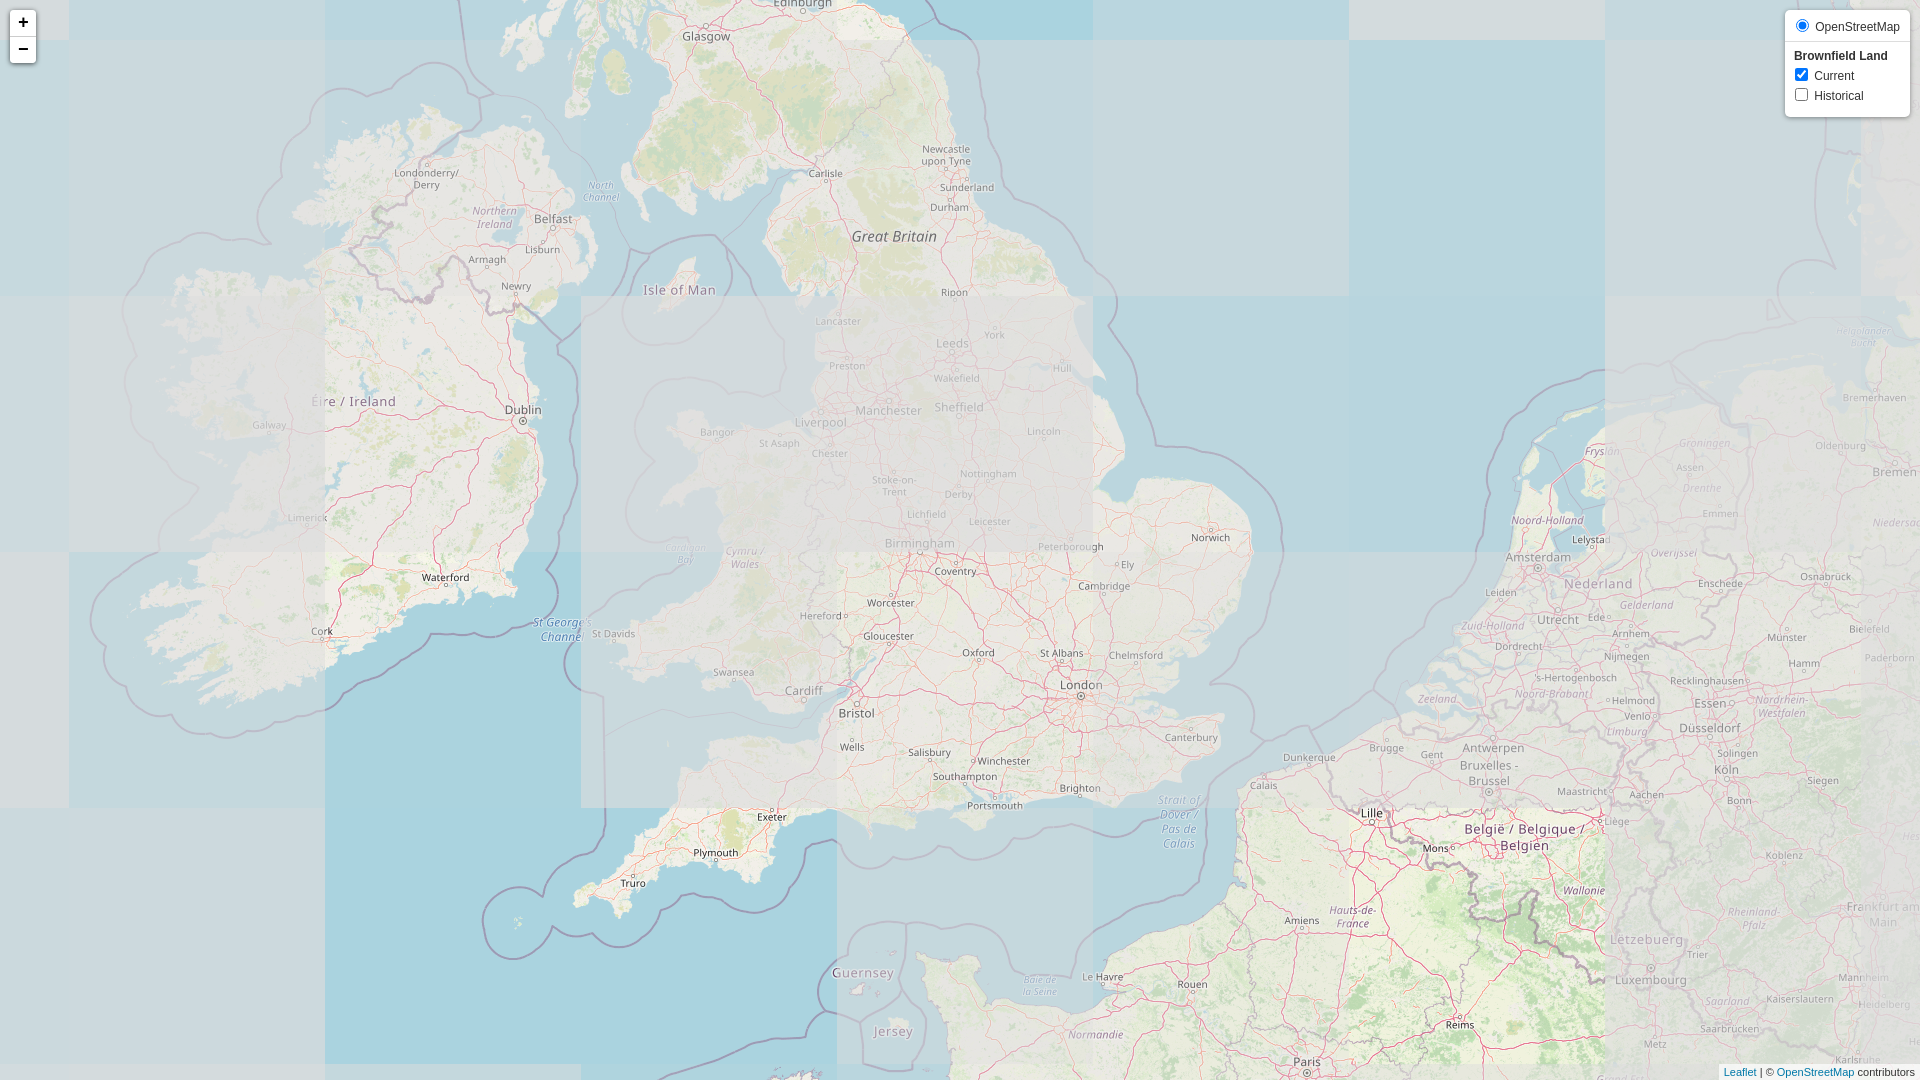 +
−
OpenStreetMap
Brownfield Land
Current
Historical
Edinburgh
Glasgow
Newcastle
upon Tyne
Londonderry/
Derry
Carlisle
North
Channel
Sunderland
Durham
Northern
Ireland
Belfast
Great Britain
Lisburn
Armagh
Newry
Isle of Man
Ripon
Lancaster
York
Leeds
Preston
Hull
Wakefield
Helgoländer
Bucht
Bremerhaven
Éire / Ireland
Dublin
Manchester
Sheffield
Liverpool
Galway
Bangor
Lincoln
St Asaph
Chester
Groningen
Oldenburg
Fryslân
Assen
Bremen
Nottingham
Stoke-on-
Trent
Derby
Drenthe
Limerick
Lichfield
Leicester
Emmen
Noord-Holland
Niedersac
Norwich
Birmingham
Peterborough
Lelystad
Cardigan
Bay
Cymru /
Wales
Overijssel
Amsterdam
Ely
Coventry
Waterford
Nederland
Enschede
Osnabrück
Cambridge
Leiden
Worcester
Gelderland
Hereford
Utrecht
Ede
St George's
Channel
Cork
St Davids
Gloucester
Zuid-Holland
Arnhem
Münster
Bielefeld
Dordrecht
Oxford
St Albans
Chelmsford
Nijmegen
Paderborn
Hamm
Swansea
's-Hertogenbosch
Recklinghausen
Cardiff
London
Noord-Brabant
Zeeland
Helmond
Essen
Nordrhein-
Westfalen
Bristol
Venlo
Düsseldorf
Limburg
Canterbury
Wells
Salisbury
Brugge
Gent
Antwerpen
Solingen
Winchester
Dunkerque
Bruxelles -
Brussel
Köln
Southampton
Calais
Brighton
Maastricht
Aachen
Siegen
Portsmouth
Strait of
Dover /
Pas de
Calais
Bonn
Exeter
Lille
Liège
België / Belgique /
Belgien
Mons
Plymouth
Koblenz
Truro
Wallonie
Hauts-de-
France
Rheinland-
Pfalz
Frankfurt am
Main
Amiens
Lëtzebuerg
Trier
Guernsey
Le Havre
Baie de
la Seine
Rouen
Luxembourg
Mannheim
Saarland
Kaiserslautern
Heidelberg
Jersey
Normandie
Reims
Saarbrücken
Metz
Paris
Karlsruhe
Leaflet | © OpenStreetMap contributors